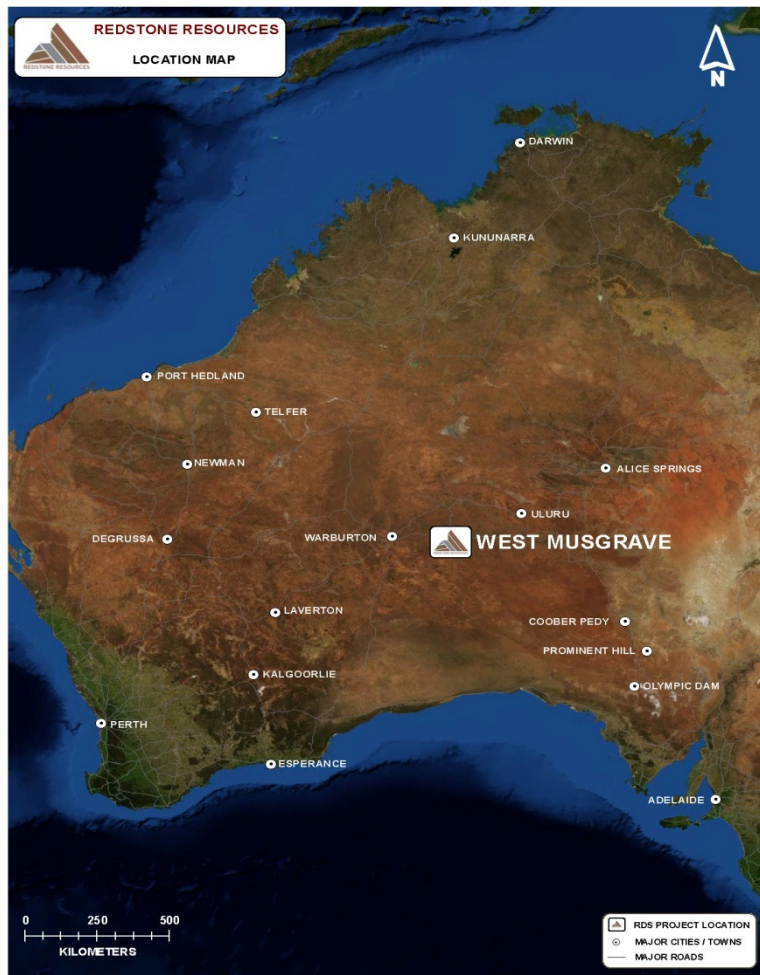 REDSTONE RESOURCES
LOCATION MAP
REDSTONE RESOURCES
N
DARWIN
KUNUNARRA
PORT HEDLAND
TELFER
NEWMAN
ALICE SPRINGS
ULURU
DEGRUSSA
WARBURTON
WEST MUSGRAVE
REDSTONE RESOURCES
LAVERTON
COOBER PEDY
PROMINENT HILL
KALGOORLIE
OLYMPIC DAM
PERTH
ESPERANCE
ADELAIDE
0 250 500
KILOMETERS
RDS PROJECT LOCATION
MAJOR CITIES / TOWNS
MAJOR ROADS